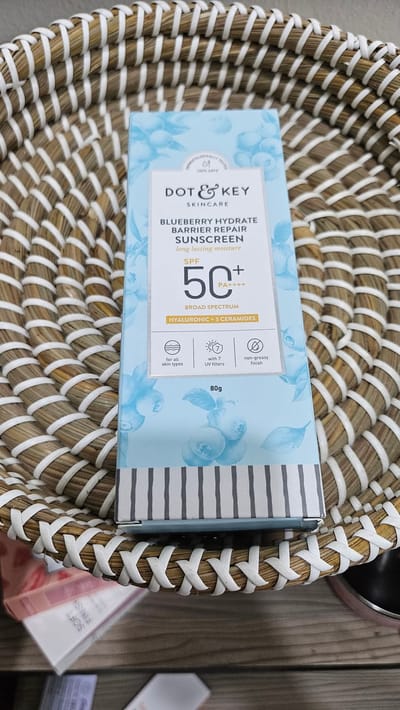 DOT & KEY
SKINCARE
BLUEBERRY HYDRATE
BARRIER REPAIR
SUNSCREEN
long lasting moisture
SPF
50+
PA++++
BROAD SPECTRUM
HYALURONIC + 5 CERAMIDES
for all
skin types
with 7
UV filters
non-greasy
finish
80g